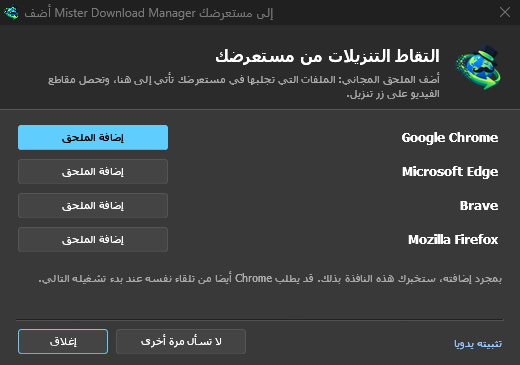 أضف Mister Download Manager إلى مستعرضك
التقاط التنزيلات من مستعرضك
أضف الملحق المجاني: الملفات التي تجلبها في مستعرضك تأتي إلى هنا، وتحصل مقاطع
الفيديو على زر تنزيل.
Google Chrome
إضافة الملحق
Microsoft Edge
إضافة الملحق
Brave
إضافة الملحق
Mozilla Firefox
إضافة الملحق
بمجرد إضافته، ستخبرك هذه النافذة بذلك. قد يطلب Chrome أيضا من تلقاء نفسه عند بدء تشغيله التالي.
تثبيته يدويا
لا تسأل مرة أخرى
إغلاق